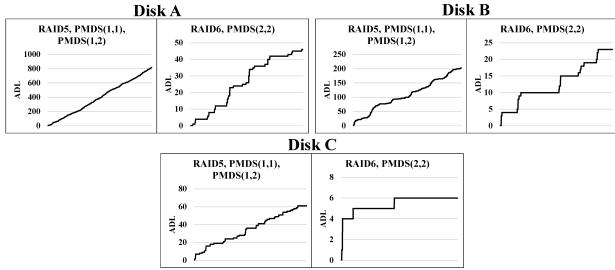 Disk A
RAID5, PMDS(1,1),
PMDS(1,2)
ADL
1000
800
600
400
200
0
RAID6, PMDS(2,2)
ADL
50
40
30
20
10
0
Disk B
RAID5, PMDS(1,1),
PMDS(1,2)
ADL
250
200
150
100
50
0
RAID6, PMDS(2,2)
ADL
25
20
15
10
5
0
Disk C
RAID5, PMDS(1,1),
PMDS(1,2)
ADL
80
60
40
20
0
RAID6, PMDS(2,2)
ADL
8
6
4
2
0